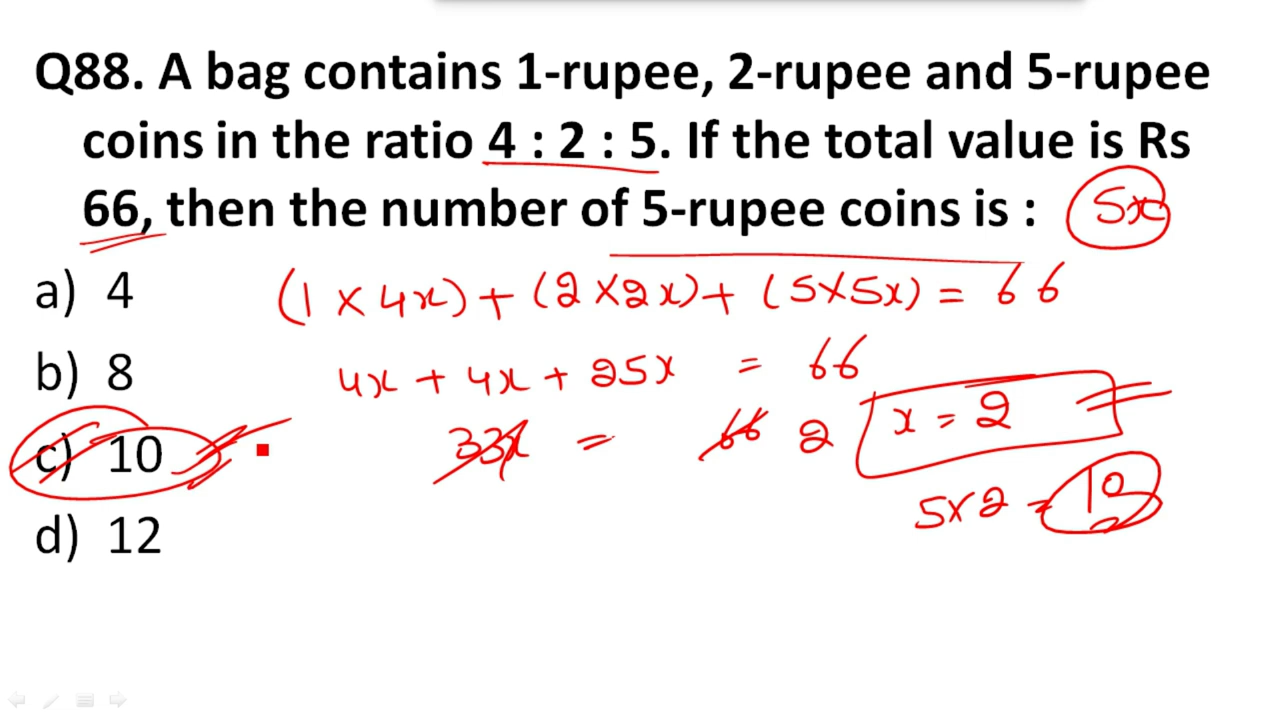 Q88. A bag contains 1-rupee, 2-rupee and 5-rupee
coins in the ratio 4 : 2 : 5. If the total value is Rs
66, then the number of 5-rupee coins is : 5x
a) 4 (1 × 4x) + (2 × 2x) + (5 × 5x) = 66
b) 8 4x + 4x + 25x = 66
c) 10 33x = 66 2 x = 2
5 × 2 = 10
d) 12